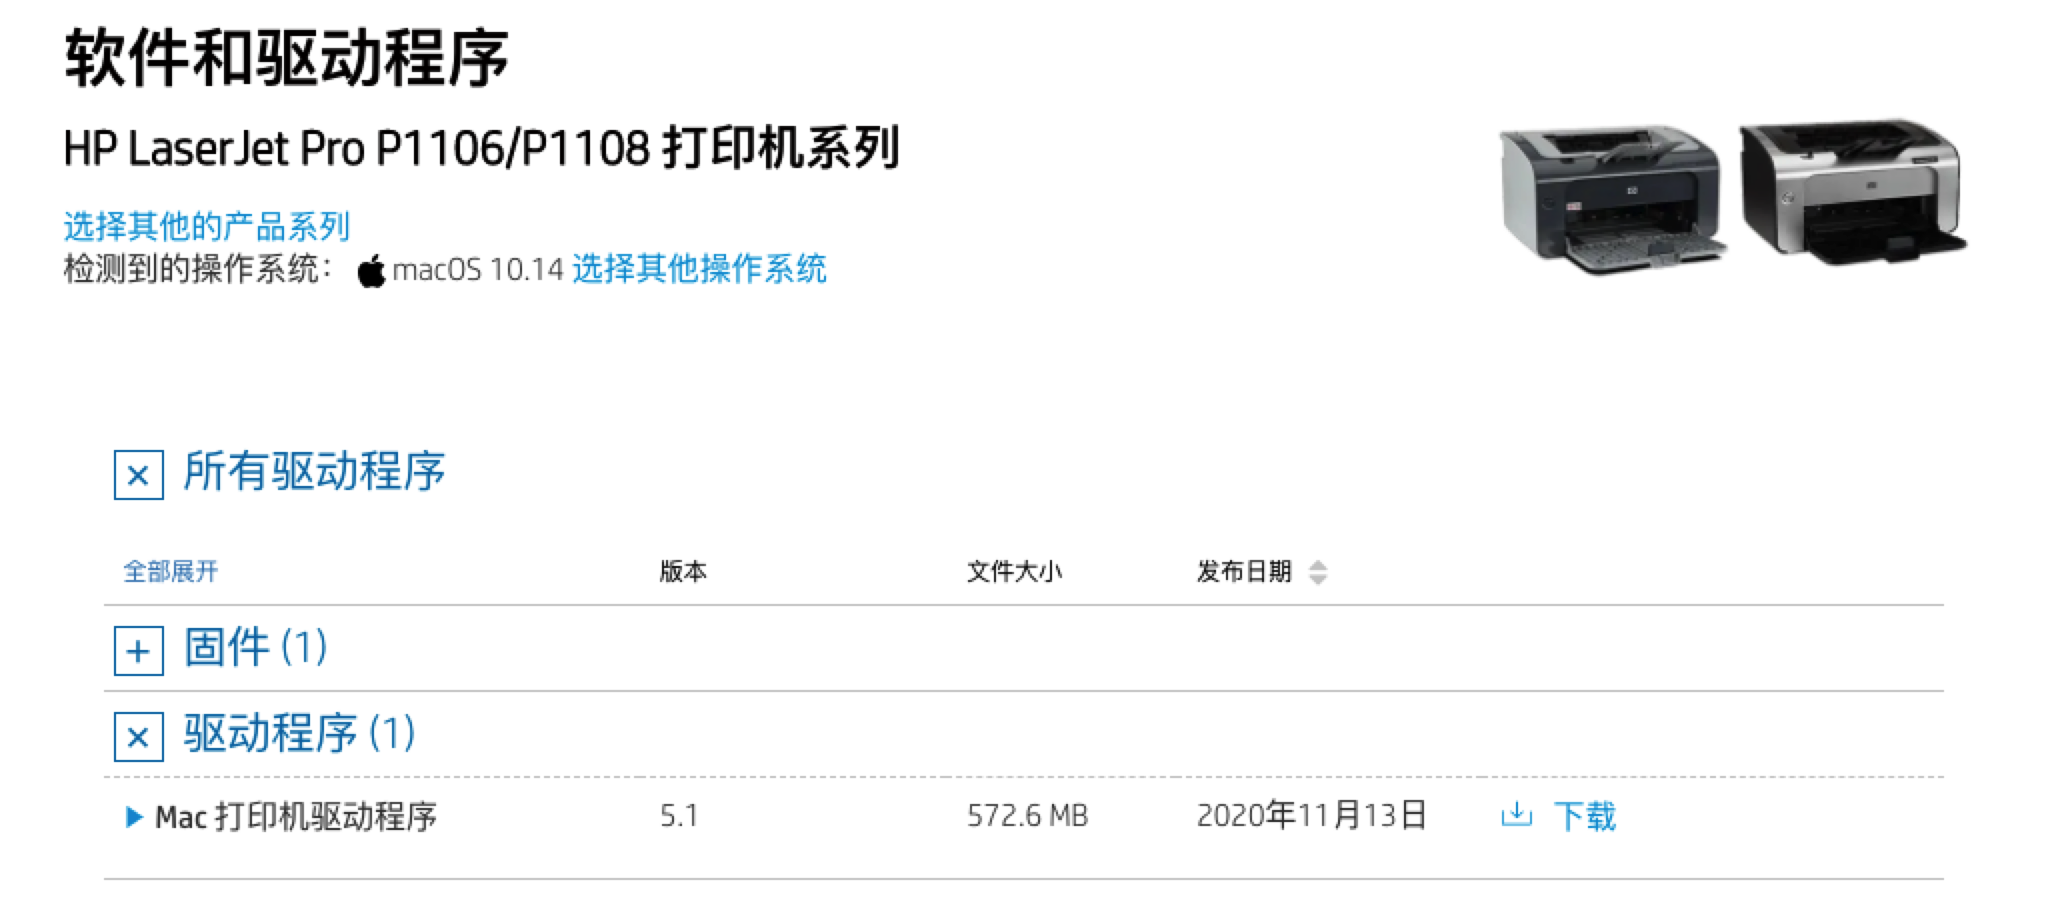 软件和驱动程序
HP LaserJet Pro P1106/P1108 打印机系列
选择其他的产品系列
检测到的操作系统： macOS 10.14 选择其他操作系统
所有驱动程序
全部展开 版本 文件大小 发布日期
固件 (1)
驱动程序 (1)
Mac 打印机驱动程序 5.1 572.6 MB 2020年11月13日 下载